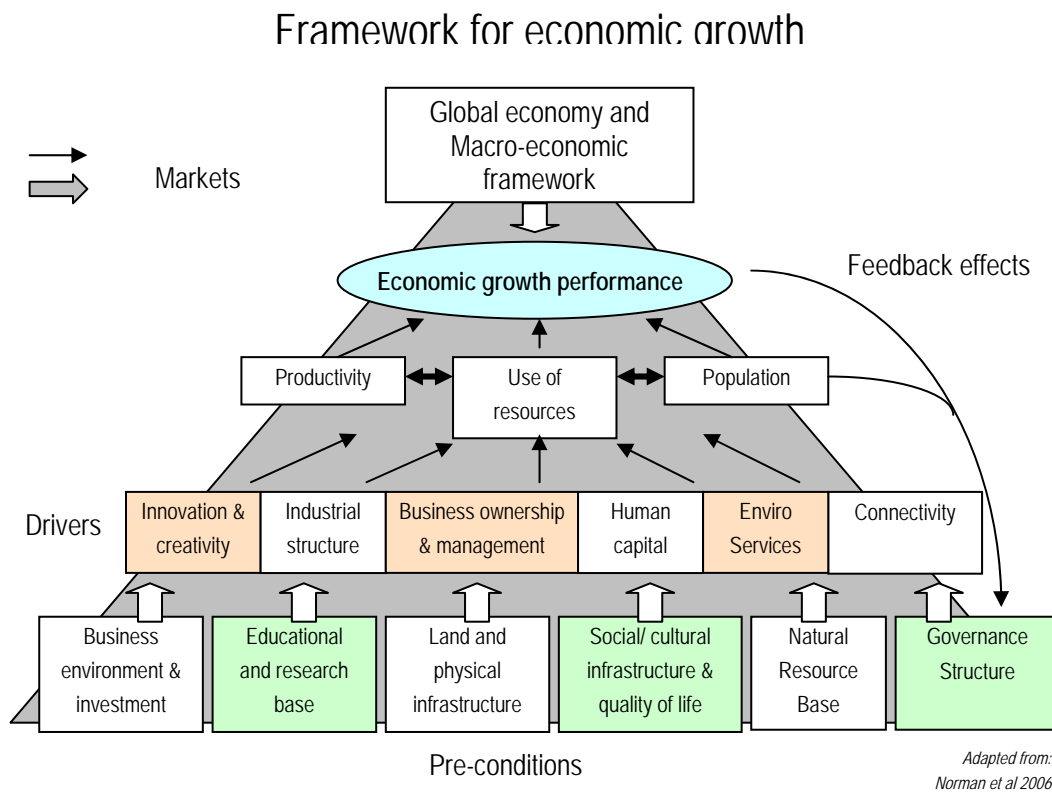 Framework for economic growth
Global economy and
Macro-economic
framework
Markets
Economic growth performance
Feedback effects
Productivity
Use of
resources
Population
Drivers
Innovation &
creativity
Industrial
structure
Business ownership
& management
Human
capital
Enviro
Services
Connectivity
Business
environment &
investment
Educational
and research
base
Land and
physical
infrastructure
Social/ cultural
infrastructure &
quality of life
Natural
Resource
Base
Governance
Structure
Pre-conditions
Adapted from:
Norman et al 2006